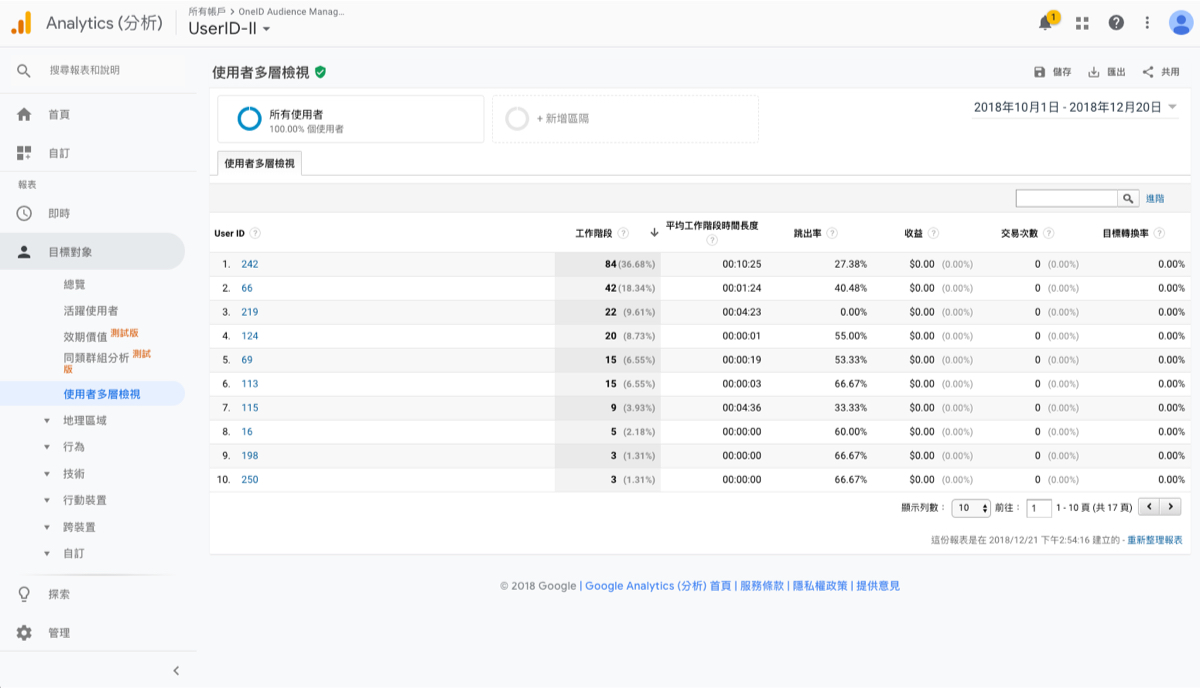 Analytics (分析)
所有帳戶 > OneID Audience Manag...
UserID-II
1
搜尋報表和說明
首頁
自訂
報表
即時
目標對象
總覽
活躍使用者
效期價值 測試版
同類群組分析 測試版
使用者多層檢視
地理區域
行為
技術
行動裝置
跨裝置
自訂
探索
管理
使用者多層檢視
儲存 匯出 共用
所有使用者
100.00% 個使用者
+ 新增區隔
2018年10月1日 - 2018年12月20日
使用者多層檢視
進階
User ID 工作階段 平均工作階段時間長度 跳出率 收益 交易次數 目標轉換率
1. 242 84 (36.68%) 00:10:25 27.38% $0.00 (0.00%) 0 (0.00%) 0.00%
2. 66 42 (18.34%) 00:01:24 40.48% $0.00 (0.00%) 0 (0.00%) 0.00%
3. 219 22 (9.61%) 00:04:23 0.00% $0.00 (0.00%) 0 (0.00%) 0.00%
4. 124 20 (8.73%) 00:00:01 55.00% $0.00 (0.00%) 0 (0.00%) 0.00%
5. 69 15 (6.55%) 00:00:19 53.33% $0.00 (0.00%) 0 (0.00%) 0.00%
6. 113 15 (6.55%) 00:00:03 66.67% $0.00 (0.00%) 0 (0.00%) 0.00%
7. 115 9 (3.93%) 00:04:36 33.33% $0.00 (0.00%) 0 (0.00%) 0.00%
8. 16 5 (2.18%) 00:00:00 60.00% $0.00 (0.00%) 0 (0.00%) 0.00%
9. 198 3 (1.31%) 00:00:00 66.67% $0.00 (0.00%) 0 (0.00%) 0.00%
10. 250 3 (1.31%) 00:00:00 66.67% $0.00 (0.00%) 0 (0.00%) 0.00%
顯示列數： 10 前往： 1 1 - 10 頁 (共 17 頁)
這份報表是在 2018/12/21 下午2:54:16 建立的 - 重新整理報表
© 2018 Google | Google Analytics (分析) 首頁 | 服務條款 | 隱私權政策 | 提供意見